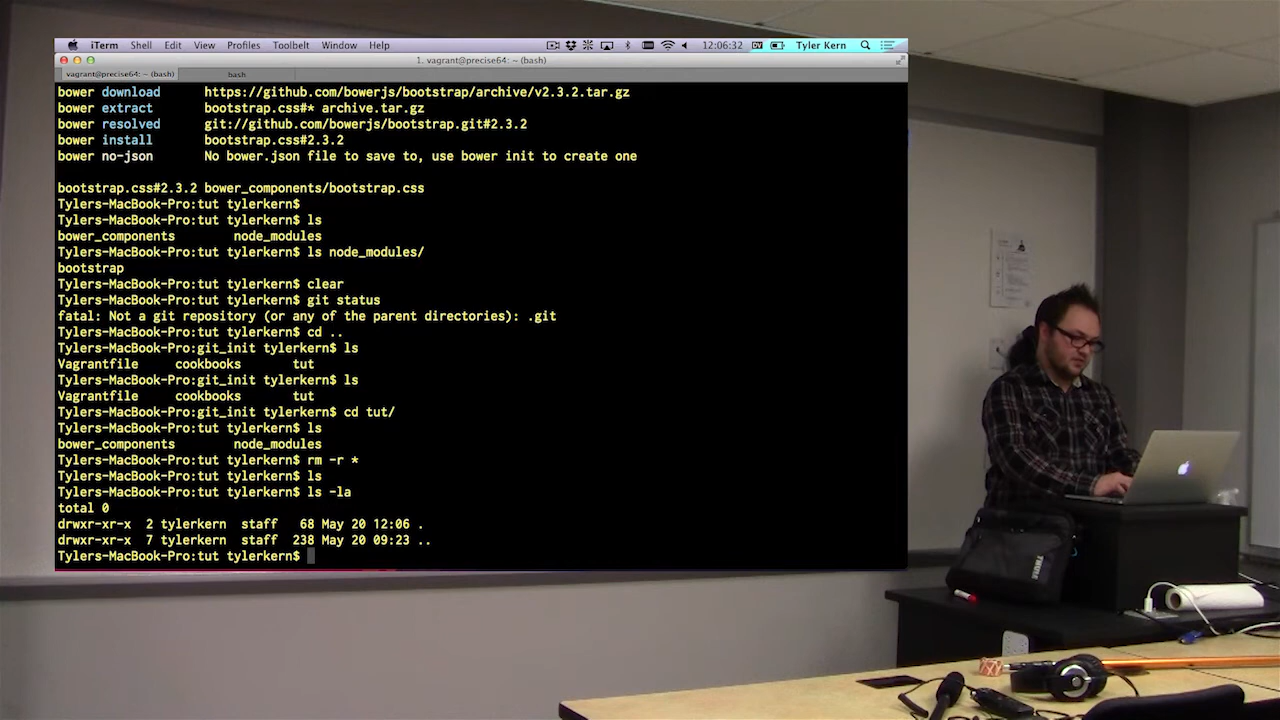 iTerm Shell Edit View Profiles Toolbelt Window Help 12:06:32 Tyler Kern
1. vagrant@precise64: ~ (bash)
vagrant@precise64: ~ (bash) bash
bower download https://github.com/bowerjs/bootstrap/archive/v2.3.2.tar.gz
bower extract bootstrap.css#* archive.tar.gz
bower resolved git://github.com/bowerjs/bootstrap.git#2.3.2
bower install bootstrap.css#2.3.2
bower no-json No bower.json file to save to, use bower init to create one
bootstrap.css#2.3.2 bower_components/bootstrap.css
Tylers-MacBook-Pro:tut tylerkern$
Tylers-MacBook-Pro:tut tylerkern$ ls
bower_components node_modules
Tylers-MacBook-Pro:tut tylerkern$ ls node_modules/
bootstrap
Tylers-MacBook-Pro:tut tylerkern$ clear
Tylers-MacBook-Pro:tut tylerkern$ git status
fatal: Not a git repository (or any of the parent directories): .git
Tylers-MacBook-Pro:tut tylerkern$ cd ..
Tylers-MacBook-Pro:git_init tylerkern$ ls
Vagrantfile cookbooks tut
Tylers-MacBook-Pro:git_init tylerkern$ ls
Vagrantfile cookbooks tut
Tylers-MacBook-Pro:git_init tylerkern$ cd tut/
Tylers-MacBook-Pro:tut tylerkern$ ls
bower_components node_modules
Tylers-MacBook-Pro:tut tylerkern$ rm -r *
Tylers-MacBook-Pro:tut tylerkern$ ls
Tylers-MacBook-Pro:tut tylerkern$ ls -la
total 0
drwxr-xr-x 2 tylerkern staff 68 May 20 12:06 .
drwxr-xr-x 7 tylerkern staff 238 May 20 09:23 ..
Tylers-MacBook-Pro:tut tylerkern$
THULE